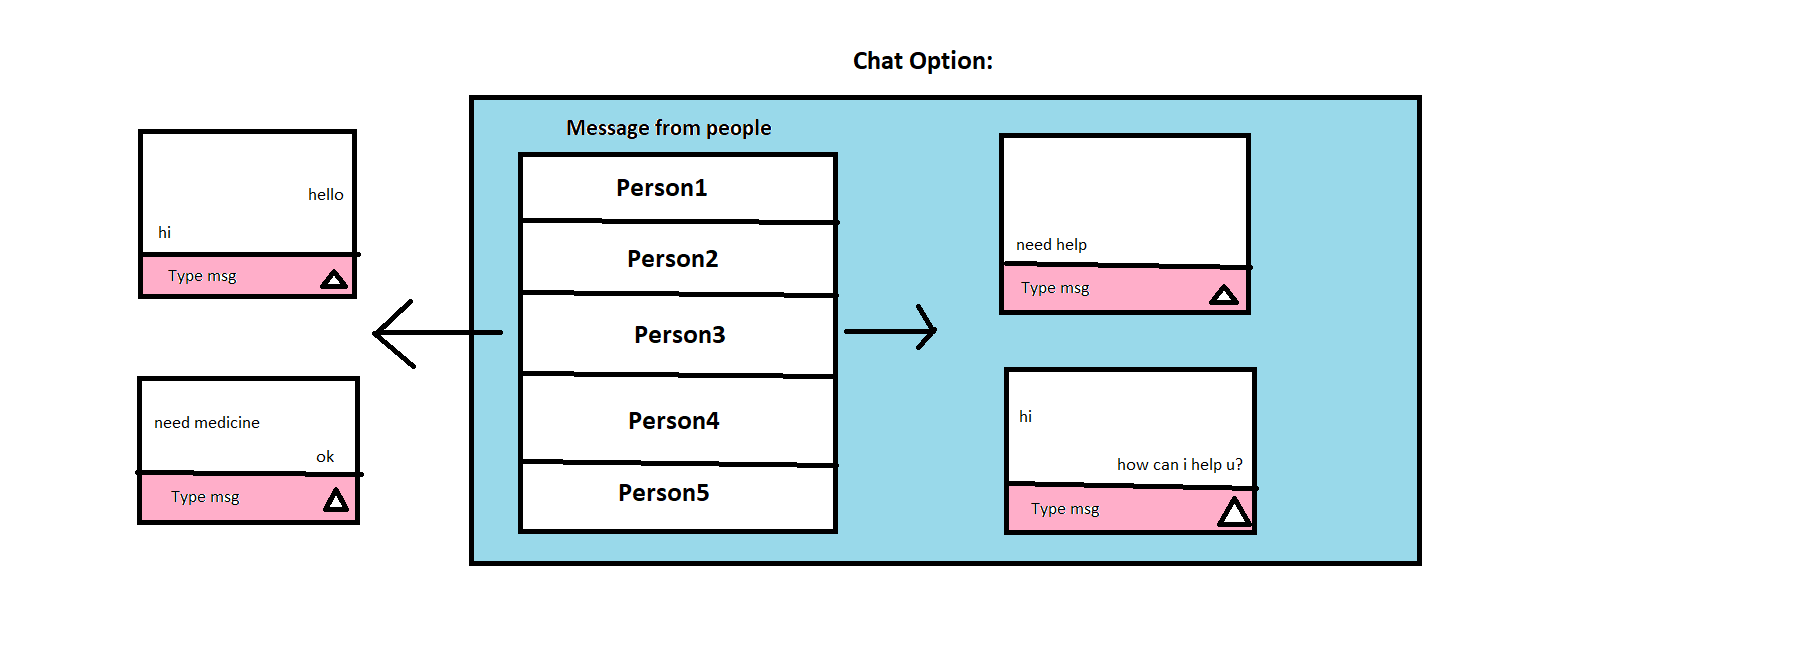 Chat Option:
hello
hi
Type msg
need medicine
ok
Type msg
Message from people
Person1
Person2
Person3
Person4
Person5
need help
Type msg
hi
how can i help u?
Type msg